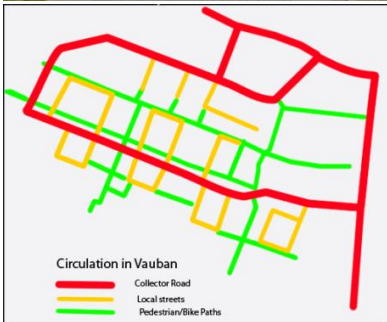 Circulation in Vauban
Collector Road
Local streets
Pedestrian/Bike Paths